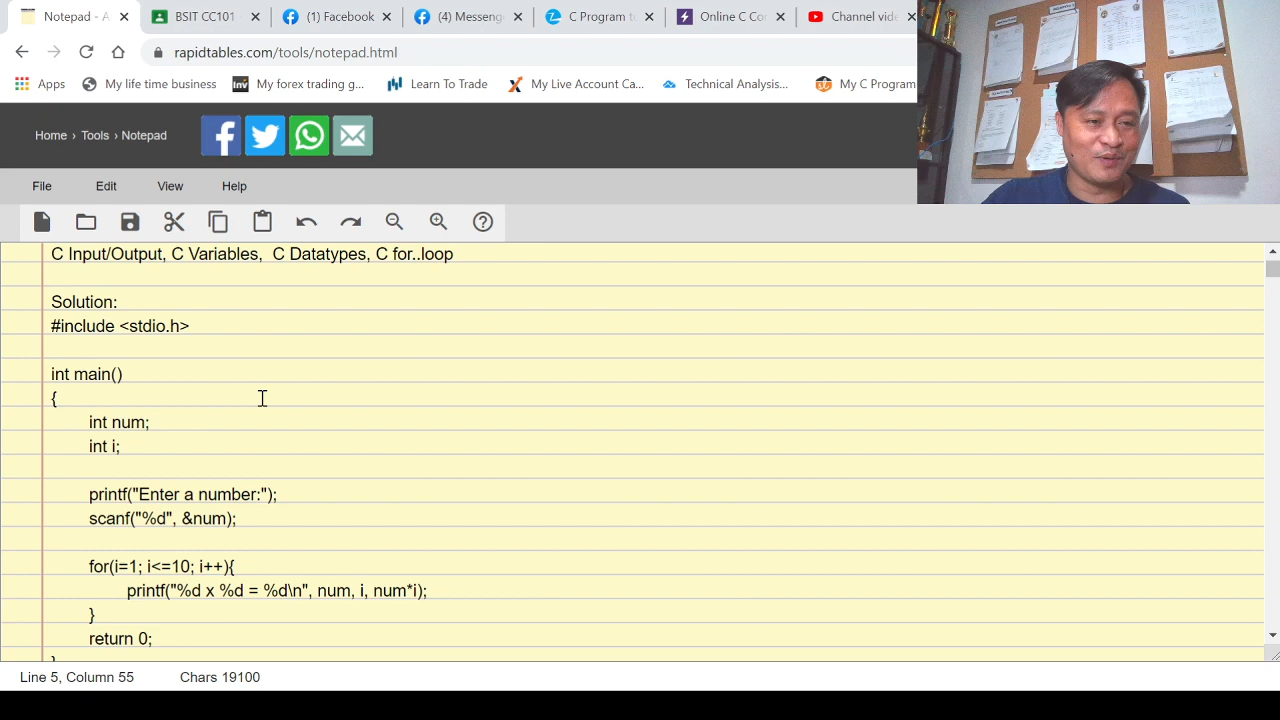 Notepad - A
BSIT CC101
(1) Facebook
(4) Messeng
C Program t
Online C Co
Channel vide
rapidtables.com/tools/notepad.html
Apps
My life time business
My forex trading g...
Learn To Trade
My Live Account Ca...
Technical Analysis...
My C Program
Home › Tools › Notepad
File Edit View Help
C Input/Output, C Variables, C Datatypes, C for..loop
Solution:
#include <stdio.h>
int main()
{
int num;
int i;
printf("Enter a number:");
scanf("%d", &num);
for(i=1; i<=10; i++){
printf("%d x %d = %d\n", num, i, num*i);
}
return 0;
}
Line 5, Column 55
Chars 19100